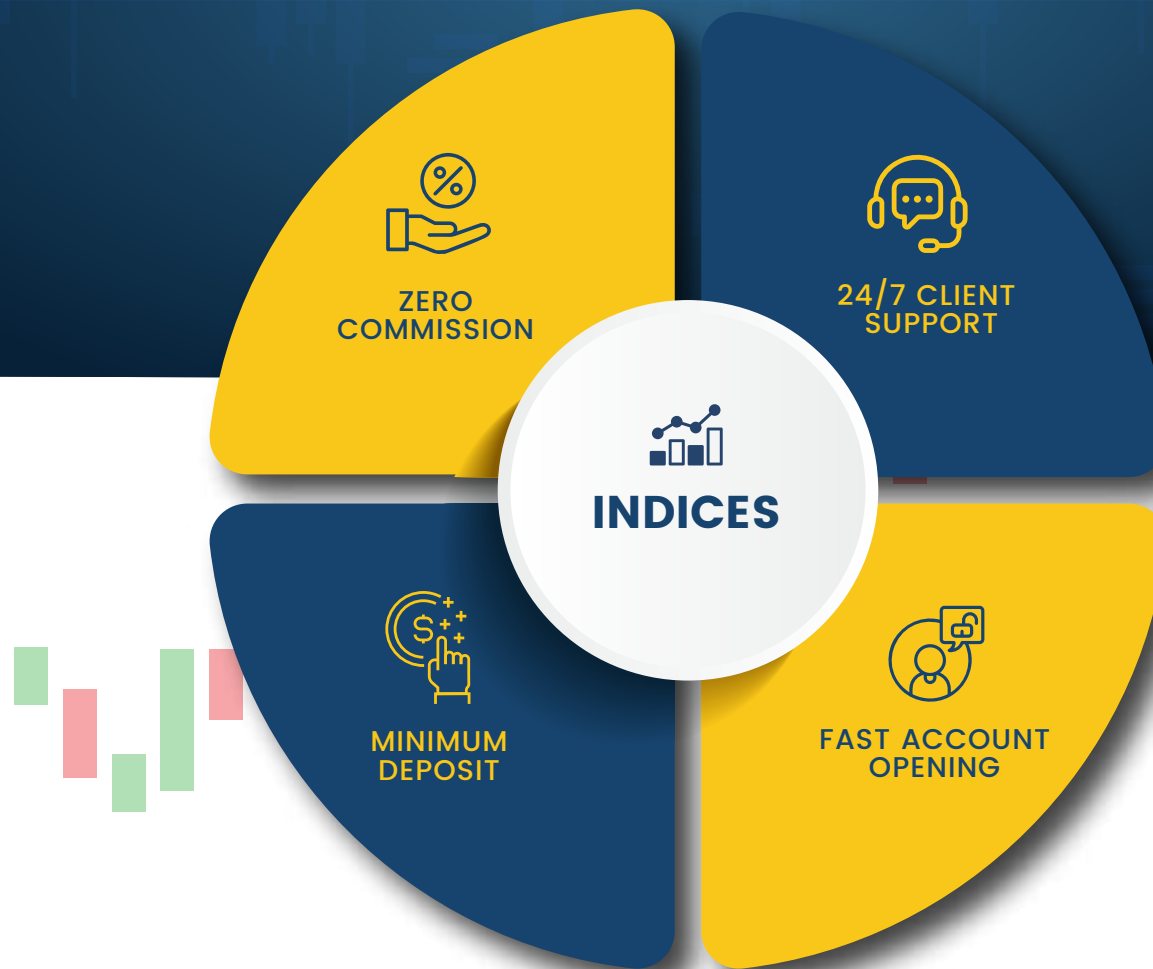 ZERO
COMMISSION
24/7 CLIENT
SUPPORT
INDICES
MINIMUM
DEPOSIT
FAST ACCOUNT
OPENING